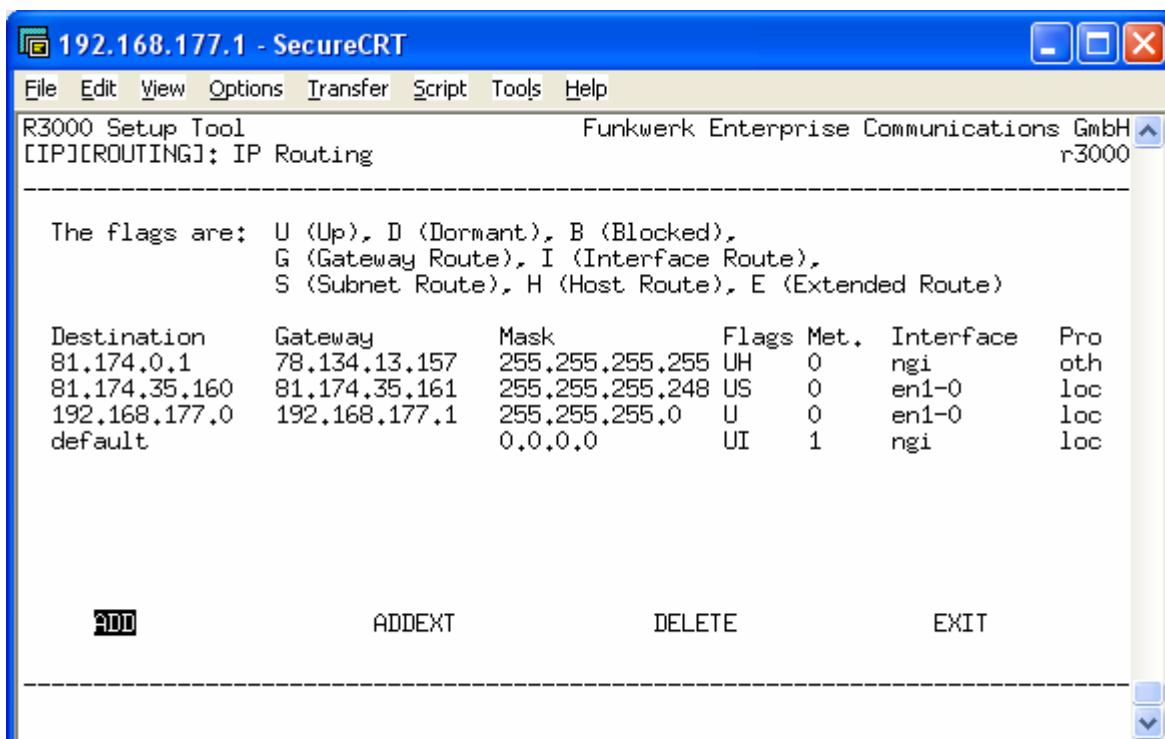 192.168.177.1 - SecureCRT
File Edit View Options Transfer Script Tools Help
R3000 Setup Tool Funkwerk Enterprise Communications GmbH
[IP][ROUTING]: IP Routing r3000
The flags are: U (Up), D (Dormant), B (Blocked),
G (Gateway Route), I (Interface Route),
S (Subnet Route), H (Host Route), E (Extended Route)
Destination Gateway Mask Flags Met. Interface Pro
81.174.0.1 78.134.13.157 255.255.255.255 UH 0 ngi oth
81.174.35.160 81.174.35.161 255.255.255.248 US 0 en1-0 loc
192.168.177.0 192.168.177.1 255.255.255.0 U 0 en1-0 loc
default 0.0.0.0 UI 1 ngi loc
ADD ADDEXT DELETE EXIT